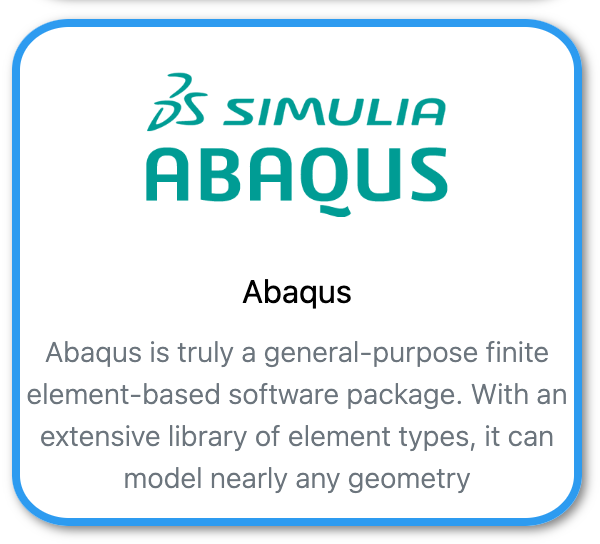 SIMULIA
ABAQUS
Abaqus
Abaqus is truly a general-purpose finite
element-based software package. With an
extensive library of element types, it can
model nearly any geometry